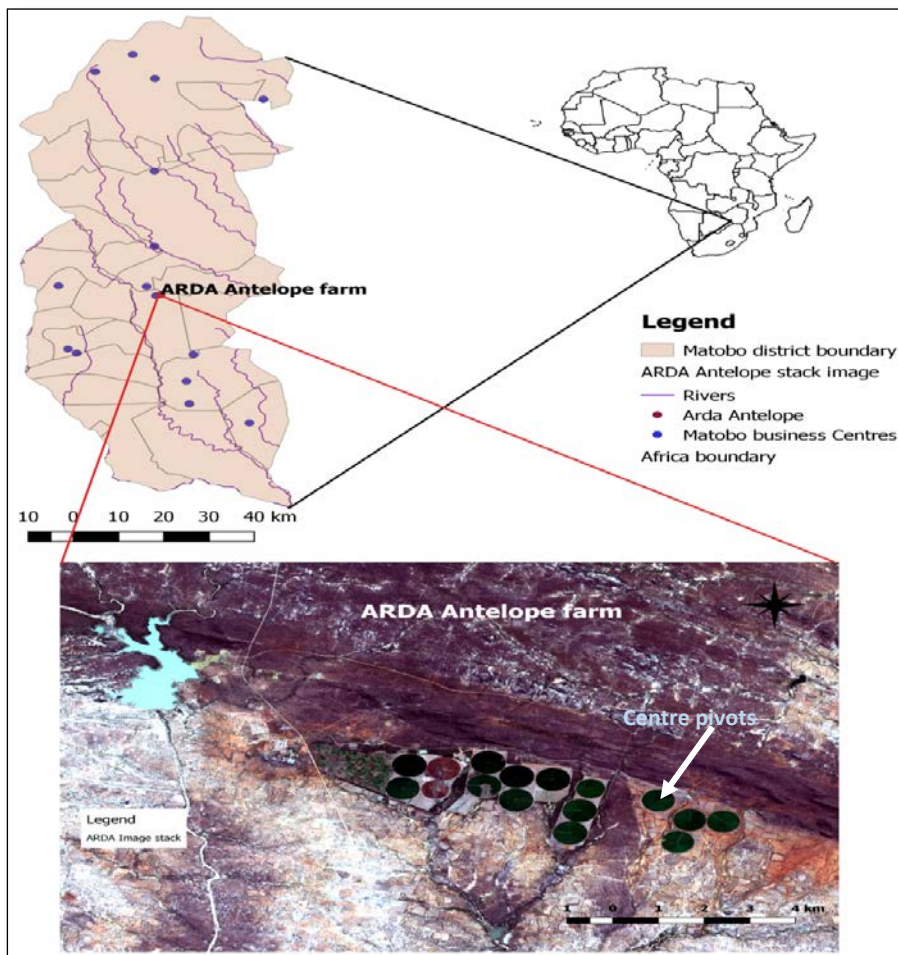 ARDA Antelope farm
Legend
Matobo district boundary
ARDA Antelope stack image
Rivers
Arda Antelope
Matobo business Centres
Africa boundary
10 0 10 20 30 40 km
ARDA Antelope farm
Centre pivots
Legend
ARDA Image stack
1 0 1 2 3 4 km